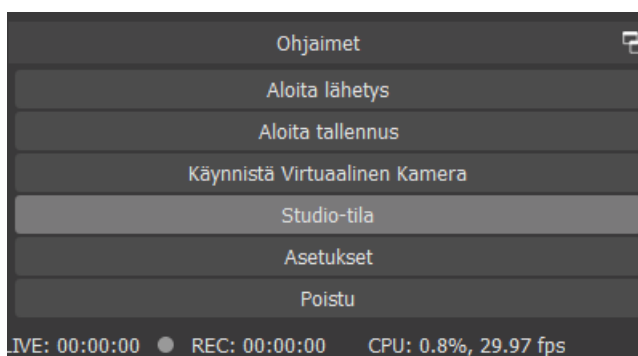 Ohjaimet
Aloita lähetys
Aloita tallennus
Käynnistä Virtuaalinen Kamera
Studio-tila
Asetukset
Poistu
LIVE: 00:00:00 REC: 00:00:00 CPU: 0.8%, 29.97 fps